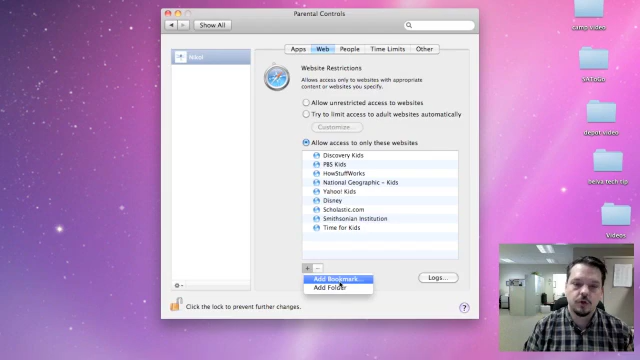 Parental Controls
Show All
Nikol
Apps
Web
People
Time Limits
Other
Website Restrictions
Allows access only to websites with appropriate
content or websites you specify.
Allow unrestricted access to websites
Try to limit access to adult websites automatically
Customize...
Allow access to only these websites
Discovery Kids
PBS Kids
HowStuffWorks
National Geographic - Kids
Yahoo! Kids
Disney
Scholastic.com
Smithsonian Institution
Time for Kids
+
−
Add Bookmark...
Add Folder
Logs...
Click the lock to prevent further changes.
?
camp video
SAToGo
depot video
belva tech tip
Videos